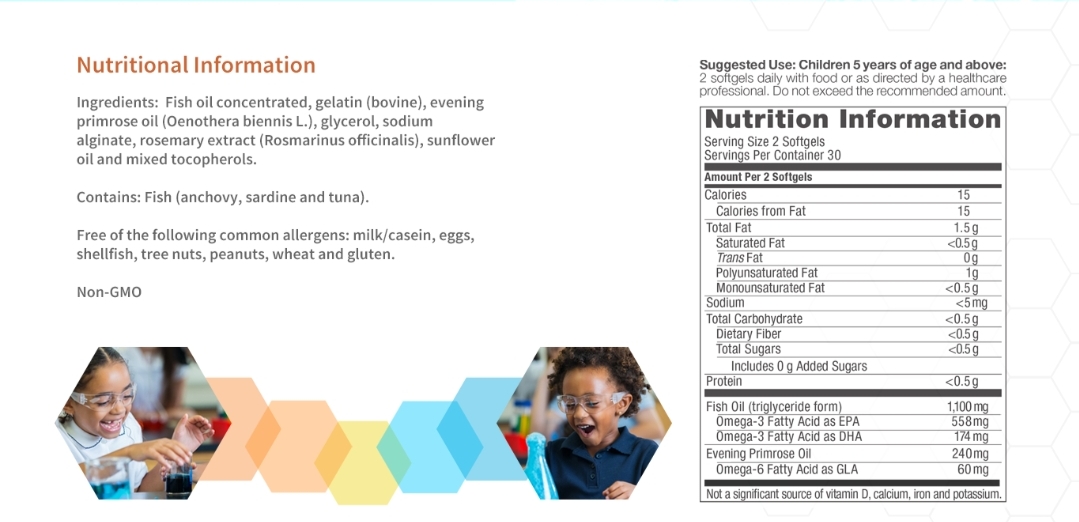 Nutritional Information
Ingredients:  Fish oil concentrated, gelatin (bovine), evening
primrose oil (Oenothera biennis L.), glycerol, sodium
alginate, rosemary extract (Rosmarinus officinalis), sunflower
oil and mixed tocopherols.
Contains: Fish (anchovy, sardine and tuna).
Free of the following common allergens: milk/casein, eggs,
shellfish, tree nuts, peanuts, wheat and gluten.
Non-GMO
Suggested Use: Children 5 years of age and above:
2 softgels daily with food or as directed by a healthcare
professional. Do not exceed the recommended amount.
Nutrition Information
Serving Size 2 Softgels
Servings Per Container 30
Amount Per 2 Softgels
Calories 15
Calories from Fat 15
Total Fat 1.5 g
Saturated Fat <0.5 g
Trans Fat 0 g
Polyunsaturated Fat 1 g
Monounsaturated Fat <0.5 g
Sodium <5 mg
Total Carbohydrate <0.5 g
Dietary Fiber <0.5 g
Total Sugars <0.5 g
Includes 0 g Added Sugars
Protein <0.5 g
Fish Oil (triglyceride form) 1,100 mg
Omega-3 Fatty Acid as EPA 558 mg
Omega-3 Fatty Acid as DHA 174 mg
Evening Primrose Oil 240 mg
Omega-6 Fatty Acid as GLA 60 mg
Not a significant source of vitamin D, calcium, iron and potassium.